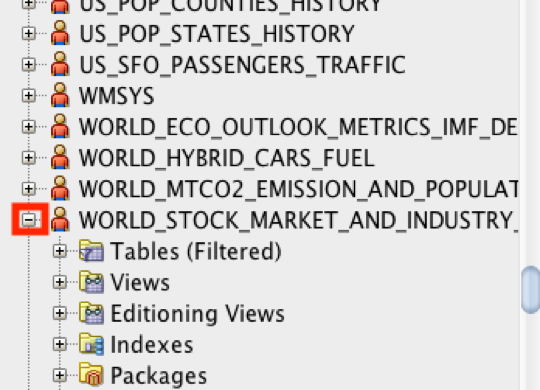 US_POP_COUNTIES_HISTORY
US_POP_STATES_HISTORY
US_SFO_PASSENGERS_TRAFFIC
WMSYS
WORLD_ECO_OUTLOOK_METRICS_IMF_DE
WORLD_HYBRID_CARS_FUEL
WORLD_MTCO2_EMISSION_AND_POPULAT
WORLD_STOCK_MARKET_AND_INDUSTRY_
Tables (Filtered)
Views
Editioning Views
Indexes
Packages